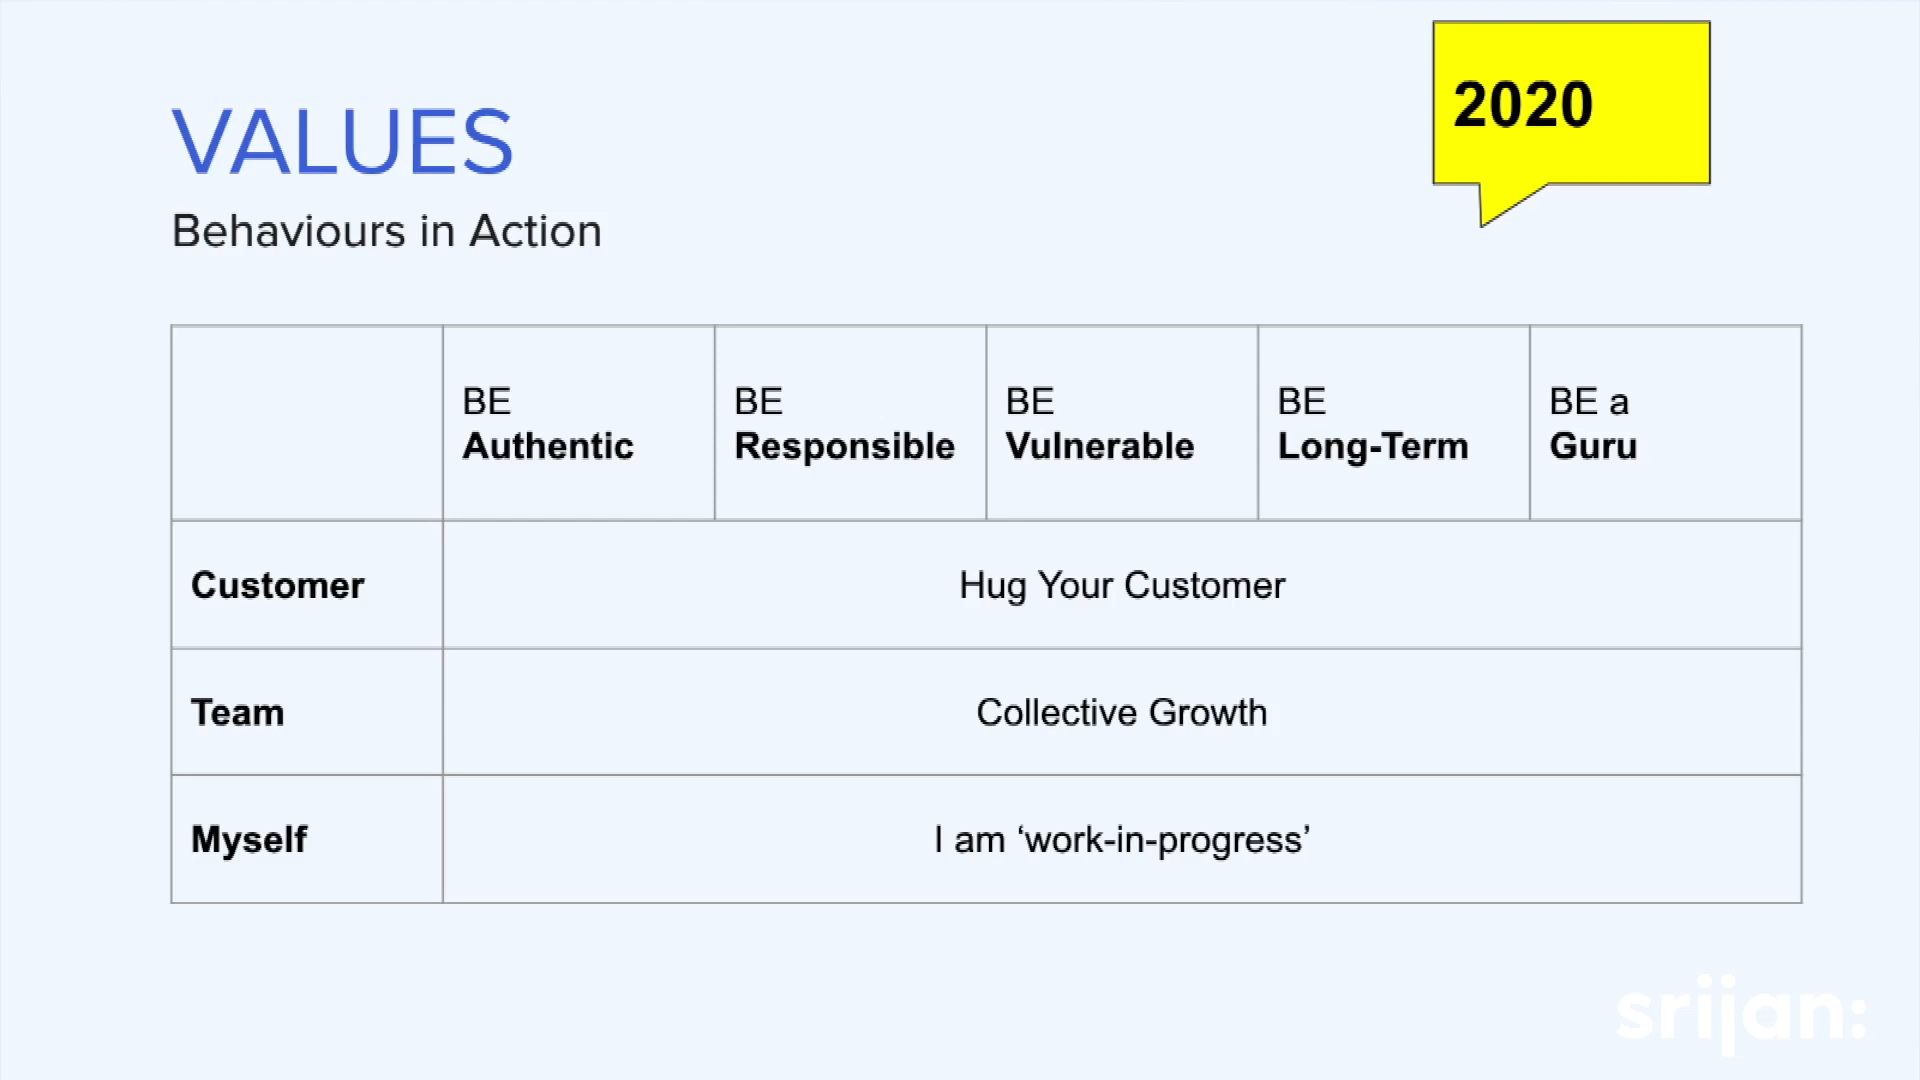 2020
VALUES
Behaviours in Action
BE
Authentic
BE
Responsible
BE
Vulnerable
BE
Long-Term
BE a
Guru
Customer
Hug Your Customer
Team
Collective Growth
Myself
I am ‘work-in-progress’
srijan: